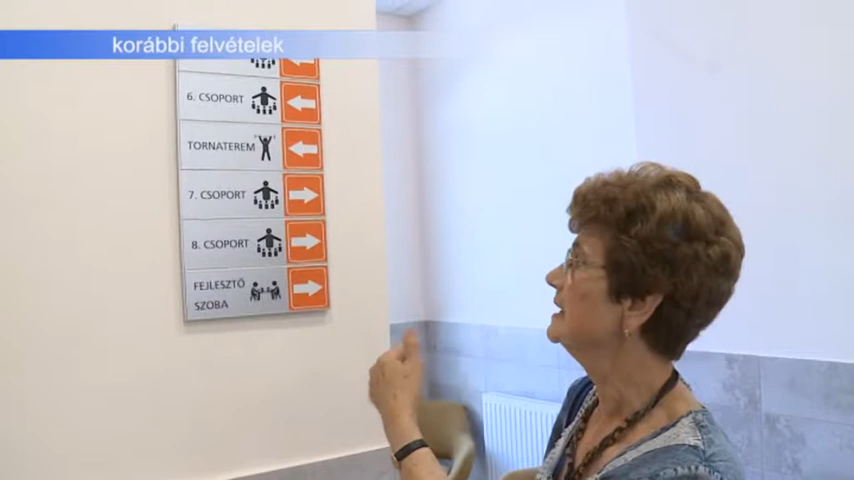 korábbi felvételek
6. CSOPORT
TORNATEREM
7. CSOPORT
8. CSOPORT
FEJLESZTŐ
SZOBA